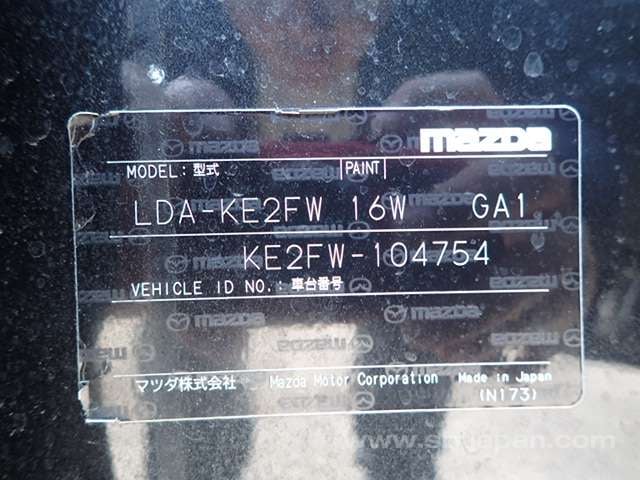 mazda
MODEL: 型式 PAINT
LDA-KE2FW 16W GA1
KE2FW-104754
VEHICLE ID NO.: 車台番号
マツダ株式会社 Mazda Motor Corporation Made in Japan
(N173)